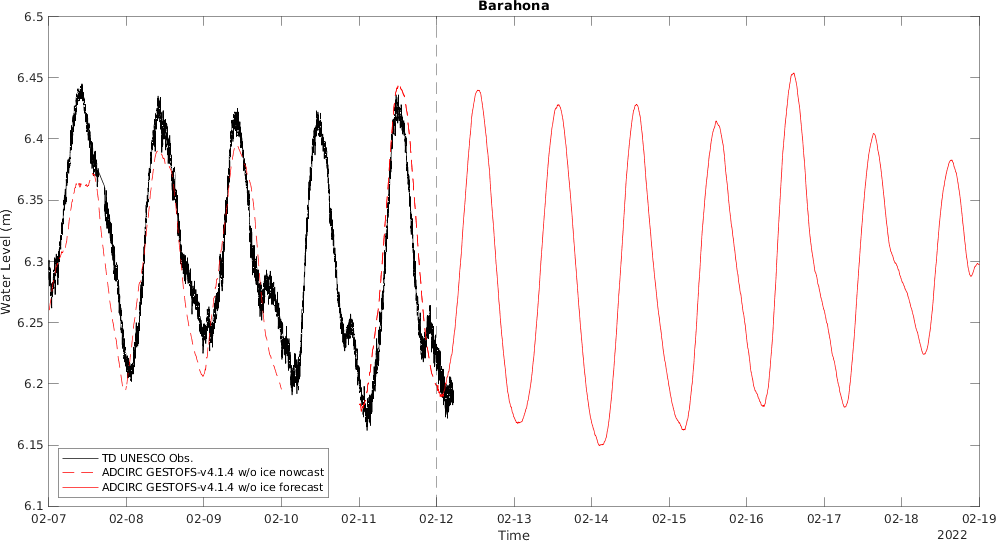 Barahona
6.5
6.45
6.4
6.35
6.3
6.25
6.2
6.15
6.1
Water Level (m)
TD UNESCO Obs.
ADCIRC GESTOFS-v4.1.4 w/o ice nowcast
ADCIRC GESTOFS-v4.1.4 w/o ice forecast
02-07 02-08 02-09 02-10 02-11 02-12 02-13 02-14 02-15 02-16 02-17 02-18 02-19
Time
2022